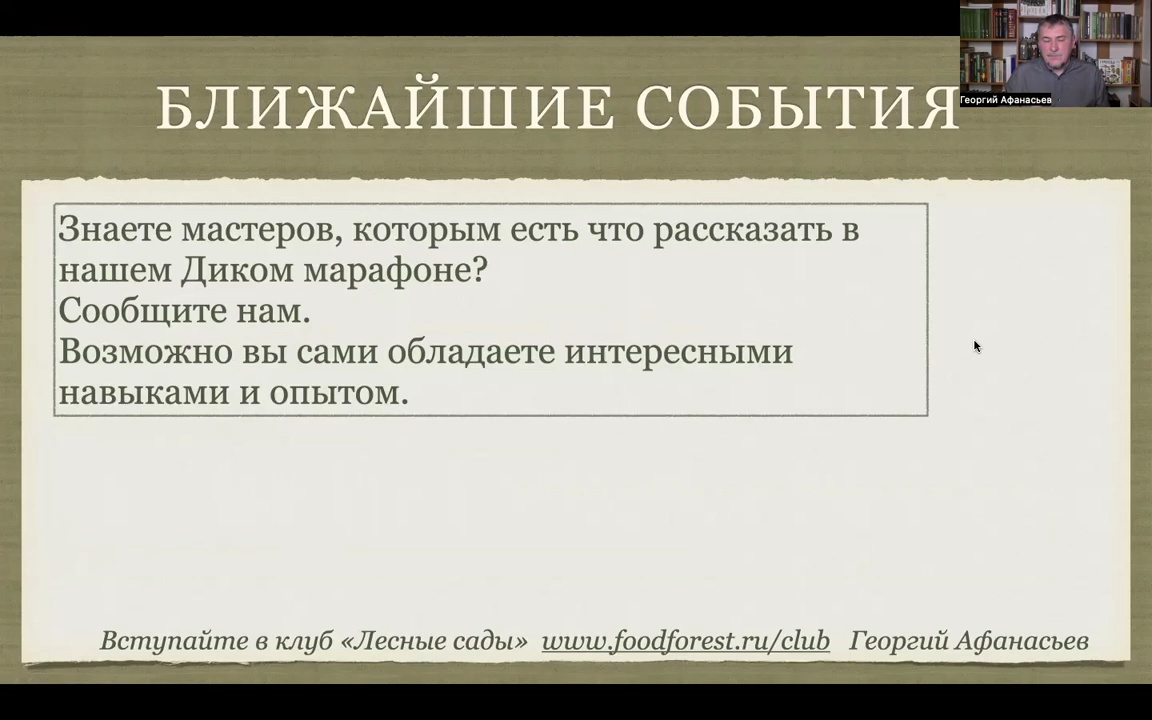 БЛИЖАЙШИЕ СОБЫТИЯ
Георгий Афанасьев
Знаете мастеров, которым есть что рассказать в
нашем Диком марафоне?
Сообщите нам.
Возможно вы сами обладаете интересными
навыками и опытом.
Вступайте в клуб «Лесные сады» www.foodforest.ru/club Георгий Афанасьев